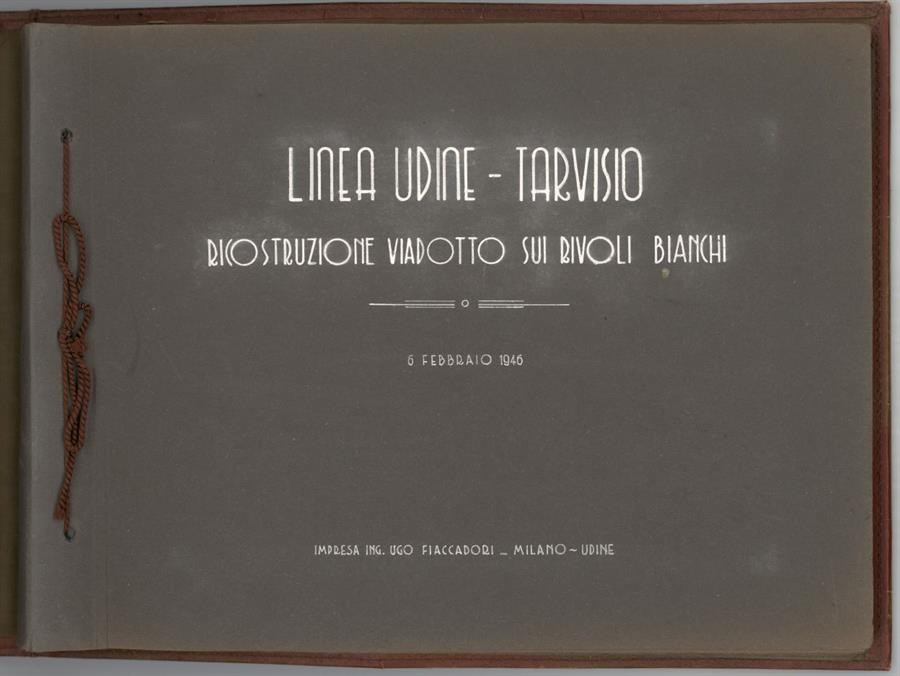 LINEA UDINE - TARVISIO
RICOSTRUZIONE VIADOTTO SUI RIVOLI BIANCHI
6 FEBBRAIO 1946
IMPRESA ING. UGO FIACCADORI _ MILANO ~ UDINE